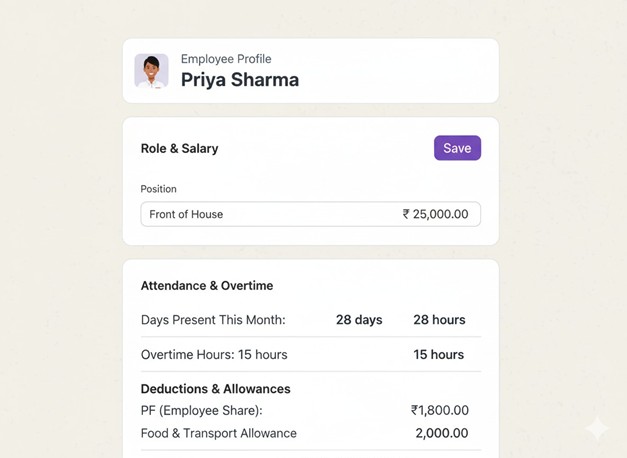 Employee Profile
Priya Sharma
Role & Salary
Save
Position
Front of House ₹ 25,000.00
Attendance & Overtime
Days Present This Month: 28 days 28 hours
Overtime Hours: 15 hours 15 hours
Deductions & Allowances
PF (Employee Share): ₹1,800.00
Food & Transport Allowance 2,000.00